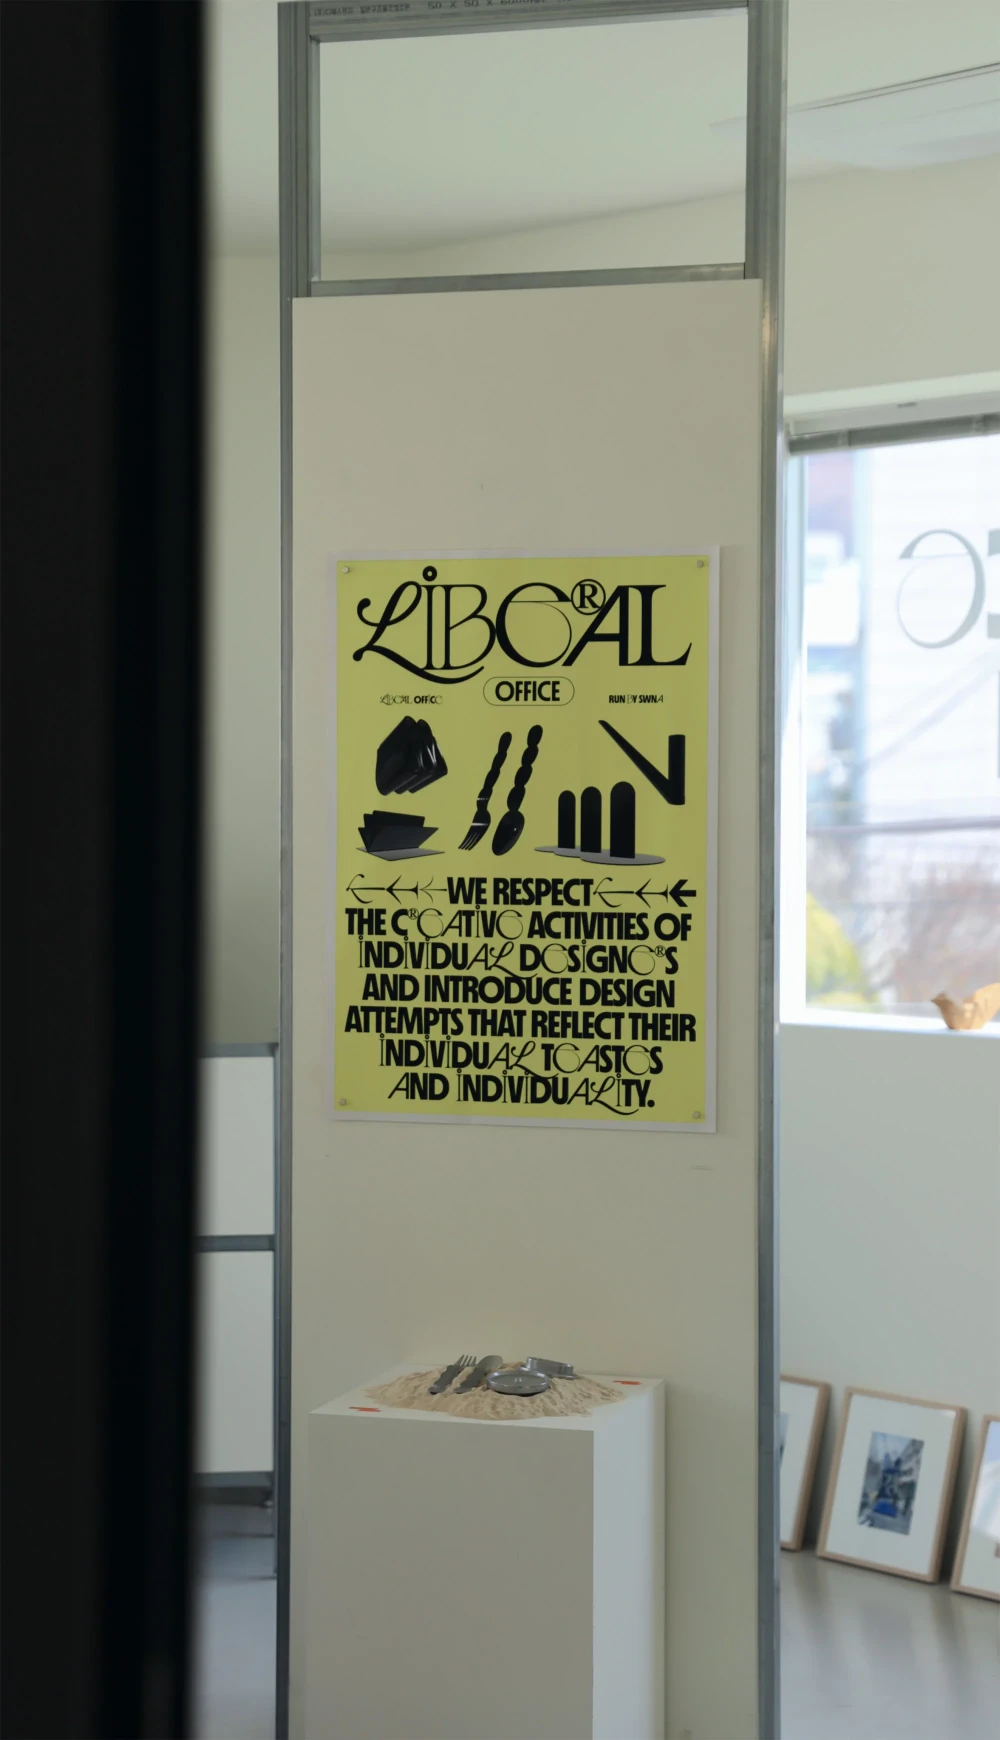 LIBERAL
OFFICE
LIBERAL OFFICE
RUN BY SWNA
WE RESPECT
THE CREATIVE ACTIVITIES OF
INDIVIDUAL DESIGNERS
AND INTRODUCE DESIGN
ATTEMPTS THAT REFLECT THEIR
INDIVIDUAL TEASTES
AND INDIVIDUALITY.